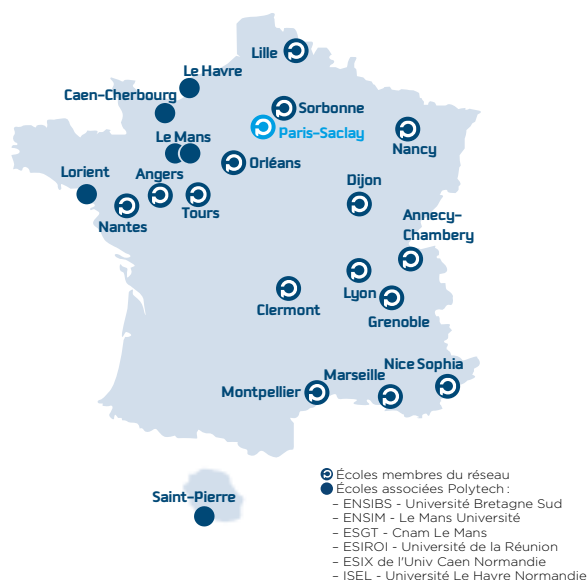 Lille
Le Havre
Caen-Cherbourg
Sorbonne
Paris-Saclay
Nancy
Le Mans
Orléans
Lorient
Angers
Dijon
Tours
Nantes
Annecy-
Chambery
Lyon
Clermont
Grenoble
Nice Sophia
Marseille
Montpellier
Saint-Pierre
Écoles membres du réseau
Écoles associées Polytech :
– ENSIBS - Université Bretagne Sud
– ENSIM - Le Mans Université
– ESGT - Cnam Le Mans
– ESIROI - Université de la Réunion
– ESIX de l'Univ Caen Normandie
– ISEL - Université Le Havre Normandie